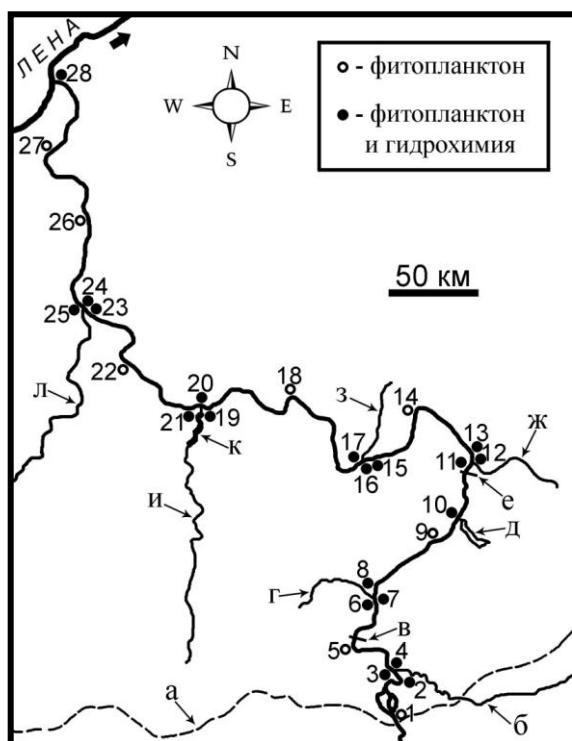 ЛЕНА
28
N
W E
S
- фитопланктон
- фитопланктон
и гидрохимия
50 км
27
26
24
25 23
22
л
20
21 19
к
и
18
з
14
17
16 15
13
11 12
ж
е
10
9
д
8
г
6 7
в
5
4
3
2
1
а
б